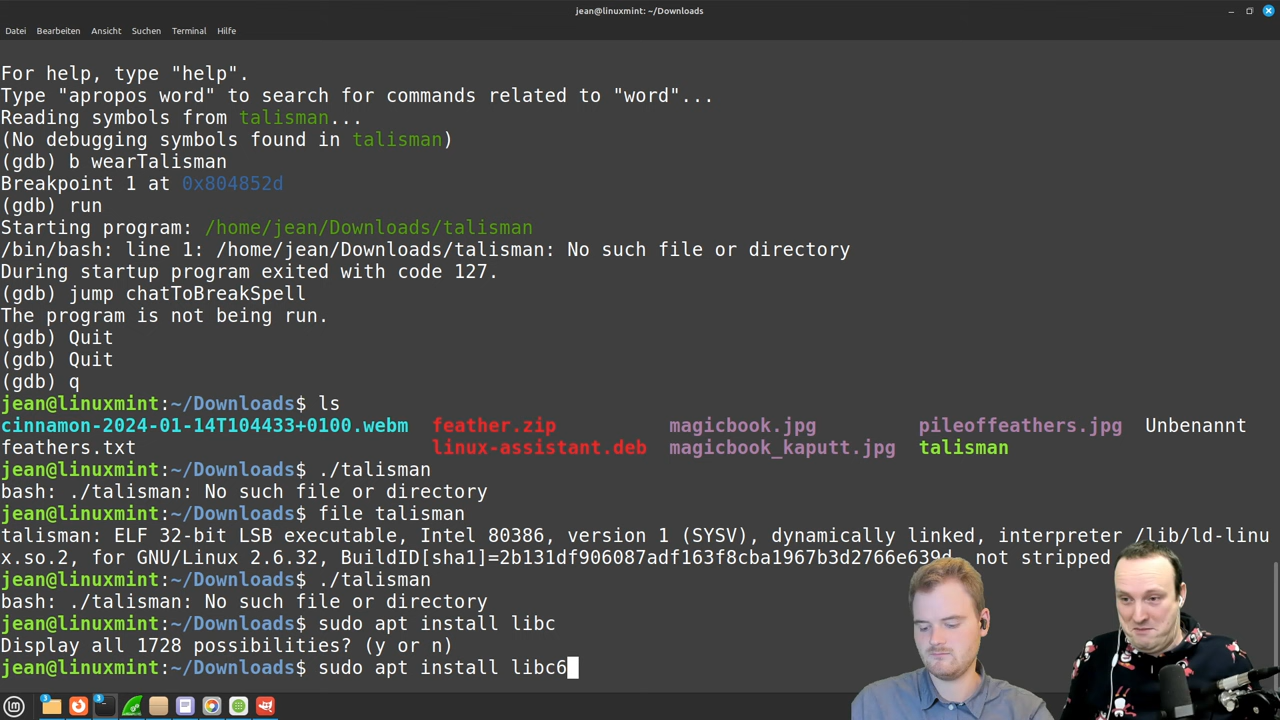 jean@linuxmint: ~/Downloads
Datei Bearbeiten Ansicht Suchen Terminal Hilfe
For help, type "help".
Type "apropos word" to search for commands related to "word"...
Reading symbols from talisman...
(No debugging symbols found in talisman)
(gdb) b wearTalisman
Breakpoint 1 at 0x804852d
(gdb) run
Starting program: /home/jean/Downloads/talisman
/bin/bash: line 1: /home/jean/Downloads/talisman: No such file or directory
During startup program exited with code 127.
(gdb) jump chatToBreakSpell
The program is not being run.
(gdb) Quit
(gdb) Quit
(gdb) q
jean@linuxmint:~/Downloads$ ls
cinnamon-2024-01-14T104433+0100.webm feather.zip magicbook.jpg pileoffeathers.jpg Unbenannt
feathers.txt linux-assistant.deb magicbook_kaputt.jpg talisman
jean@linuxmint:~/Downloads$ ./talisman
bash: ./talisman: No such file or directory
jean@linuxmint:~/Downloads$ file talisman
talisman: ELF 32-bit LSB executable, Intel 80386, version 1 (SYSV), dynamically linked, interpreter /lib/ld-linu
x.so.2, for GNU/Linux 2.6.32, BuildID[sha1]=2b131df906087adf163f8cba1967b3d2766e639d, not stripped
jean@linuxmint:~/Downloads$ ./talisman
bash: ./talisman: No such file or directory
jean@linuxmint:~/Downloads$ sudo apt install libc
Display all 1728 possibilities? (y or n)
jean@linuxmint:~/Downloads$ sudo apt install libc6
3
3